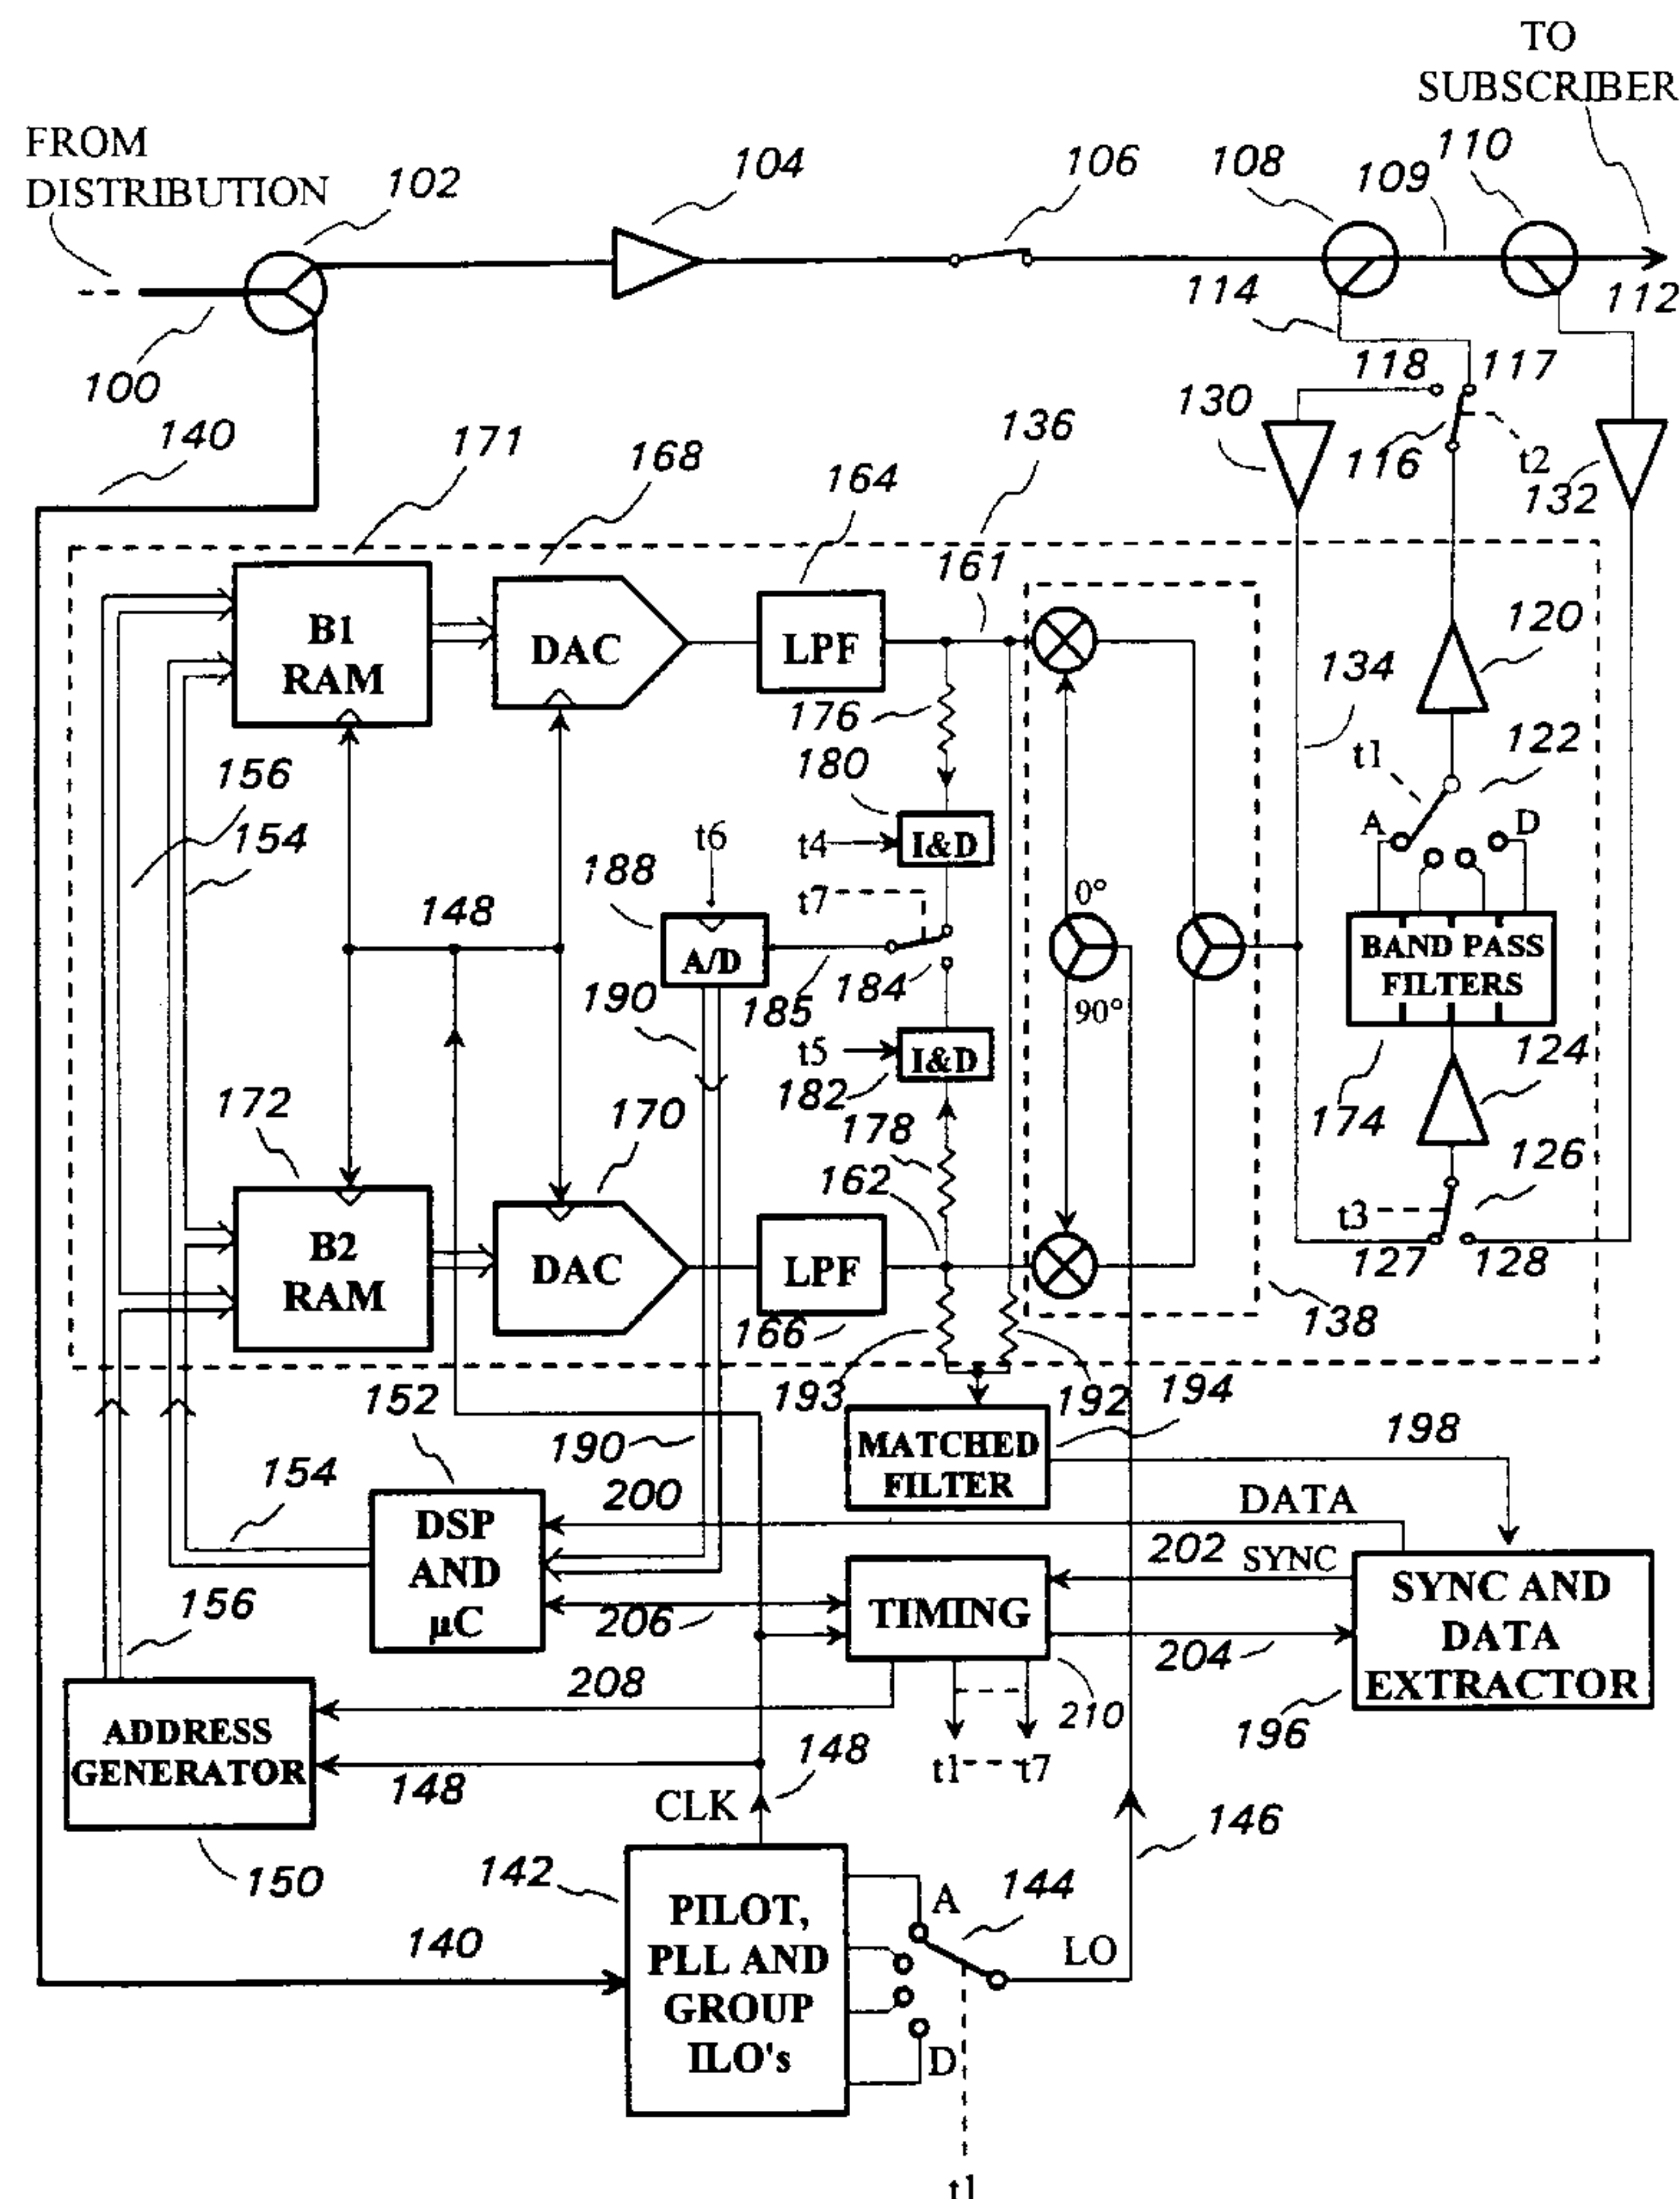 TO
SUBSCRIBER
FROM
DISTRIBUTION
102
104
106
108
109
110
112
100
114
118
117
130
116
t2
132
140
171
168
164
136
161
B1
RAM
DAC
LPF
134
120
176
180
t1
122
A
D
156
154
188
t6
t4
I&D
t7
148
0°
A/D
BAND PASS
FILTERS
190
185
184
90°
t5
I&D
182
124
174
172
170
178
162
126
t3
B2
RAM
DAC
LPF
127
128
166
138
193
192
194
152
MATCHED
FILTER
198
190
154
200
DATA
DSP
AND
µC
202
SYNC
156
206
TIMING
SYNC AND
DATA
EXTRACTOR
204
208
210
196
ADDRESS
GENERATOR
148
148
t1
t7
CLK
150
142
A
144
146
PILOT,
PLL AND
GROUP
ILO's
140
LO
D
t1